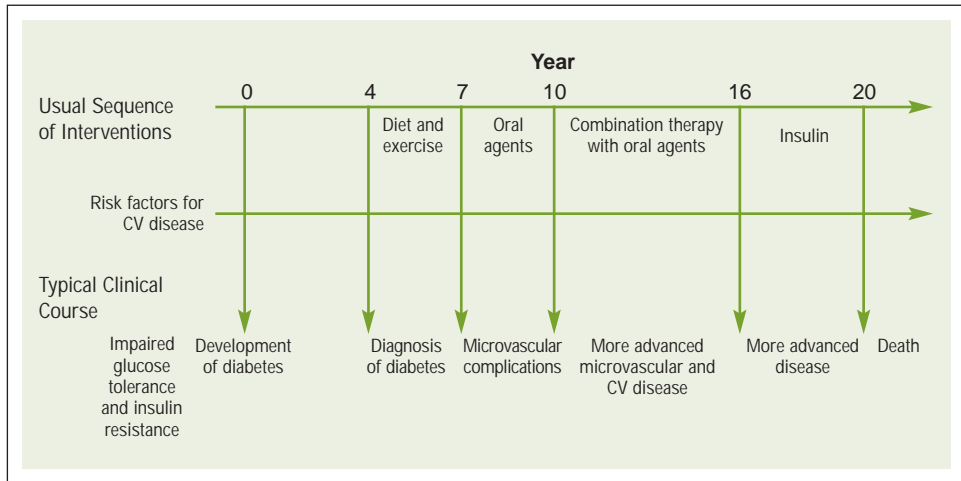 Year
0 4 7 10 16 20
Usual Sequence
of Interventions
Diet and
exercise
Oral
agents
Combination therapy
with oral agents
Insulin
Risk factors for
CV disease
Typical Clinical
Course
Impaired
glucose
tolerance
and insulin
resistance
Development
of diabetes
Diagnosis
of diabetes
Microvascular
complications
More advanced
microvascular and
CV disease
More advanced
disease
Death